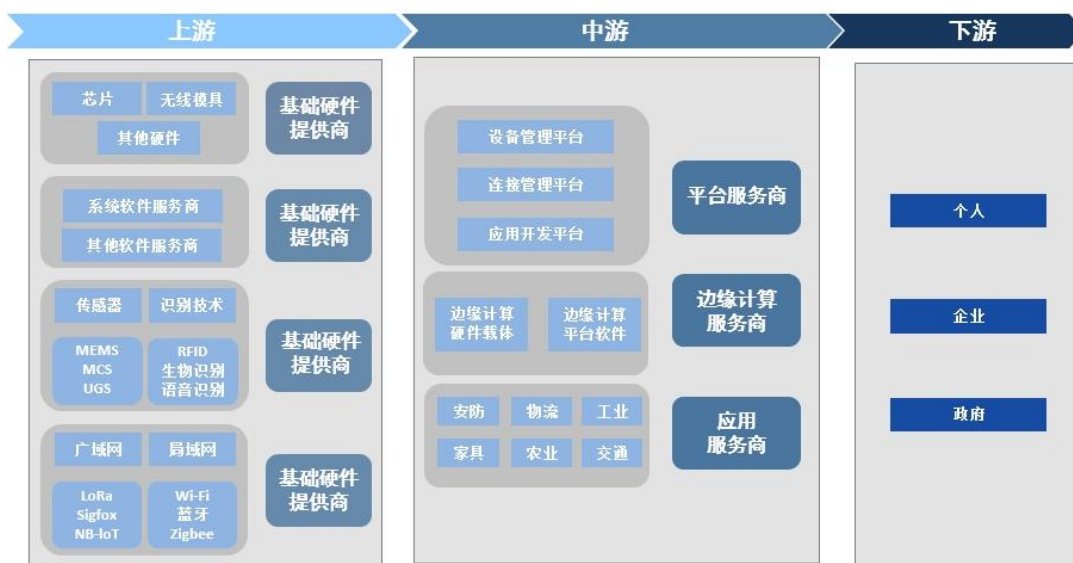 上游
中游
下游
芯片
无线模具
其他硬件
基础硬件
提供商
系统软件服务商
其他软件服务商
基础硬件
提供商
传感器
识别技术
MEMS
MCS
UGS
RFID
生物识别
语音识别
基础硬件
提供商
广域网
局域网
LoRa
Sigfox
NB-loT
Wi-Fi
蓝牙
Zigbee
基础硬件
提供商
设备管理平台
连接管理平台
应用开发平台
平台服务商
边缘计算
硬件载体
边缘计算
平台软件
边缘计算
服务商
安防
物流
工业
家具
农业
交通
应用
服务商
个人
企业
政府